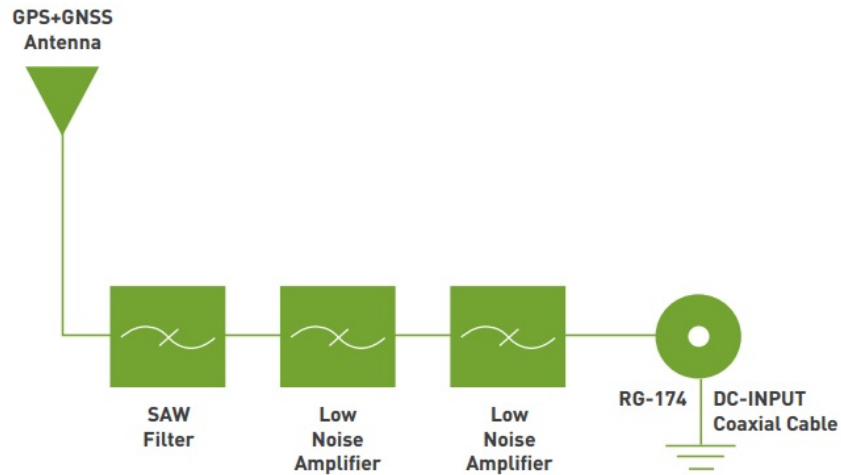 GPS+GNSS
Antenna
SAW
Filter
Low
Noise
Amplifier
Low
Noise
Amplifier
RG-174
DC-INPUT
Coaxial Cable